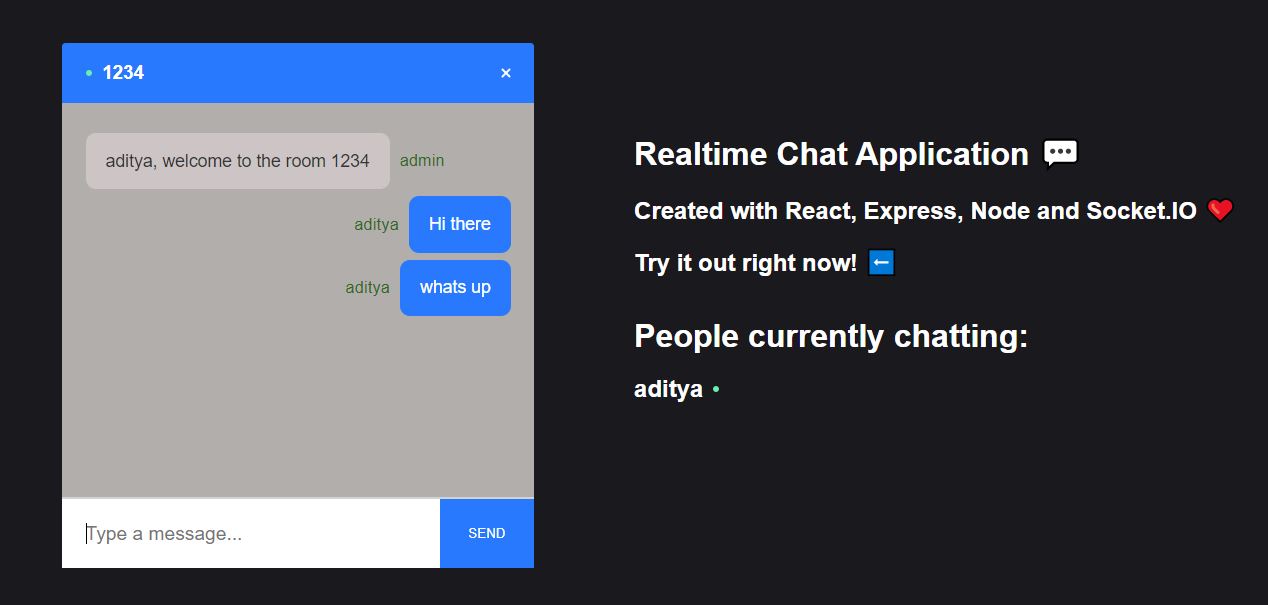 1234 ×
aditya, welcome to the room 1234 admin
aditya Hi there
aditya whats up
Type a message... SEND
Realtime Chat Application 💬
Created with React, Express, Node and Socket.IO ❤️
Try it out right now! ⬅️
People currently chatting:
aditya